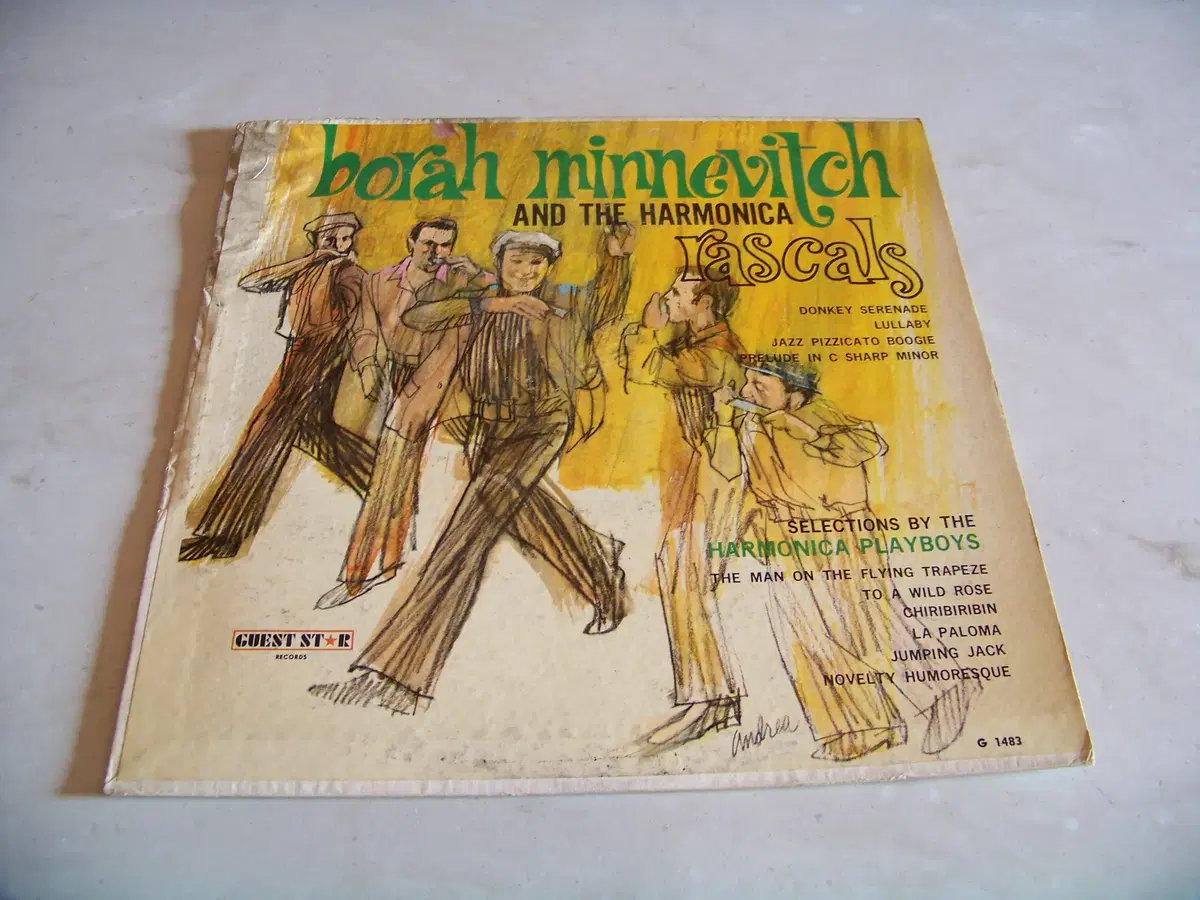 borah minnevitch
AND THE HARMONICA
rascals
DONKEY SERENADE
LULLABY
JAZZ PIZZICATO BOOGIE
PRELUDE IN C SHARP MINOR
SELECTIONS BY THE
HARMONICA PLAYBOYS
THE MAN ON THE FLYING TRAPEZE
TO A WILD ROSE
CHIRIBIRIBIN
LA PALOMA
JUMPING JACK
NOVELTY HUMORESQUE
GUEST ST★R
RECORDS
andrea
G 1483